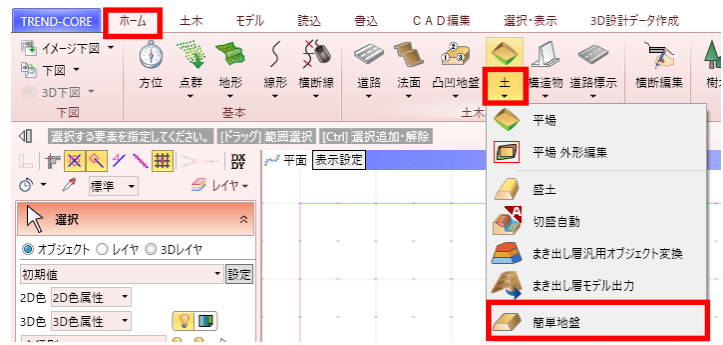 TREND-CORE ホーム 土木 モデル 読込 書込 ＣＡＤ編集 選択・表示 3D設計データ作成
イメージ下図
下図
3D下図
方位 点群 地形 線形 横断線 道路 法面 凸凹地盤 土 構造物 道路標示 横断編集
下図 基本 土木
選択する要素を指定してください。 [ドラッグ] 範囲選択 [Ctrl] 選択追加・解除
平面 表示設定
標準 レイヤ
選択
オブジェクト レイヤ 3Dレイヤ
初期値 設定
2D色 2D色属性
3D色 3D色属性
平場
平場 外形編集
盛土
切盛自動
まき出し層汎用オブジェクト変換
まき出し層モデル出力
簡単地盤